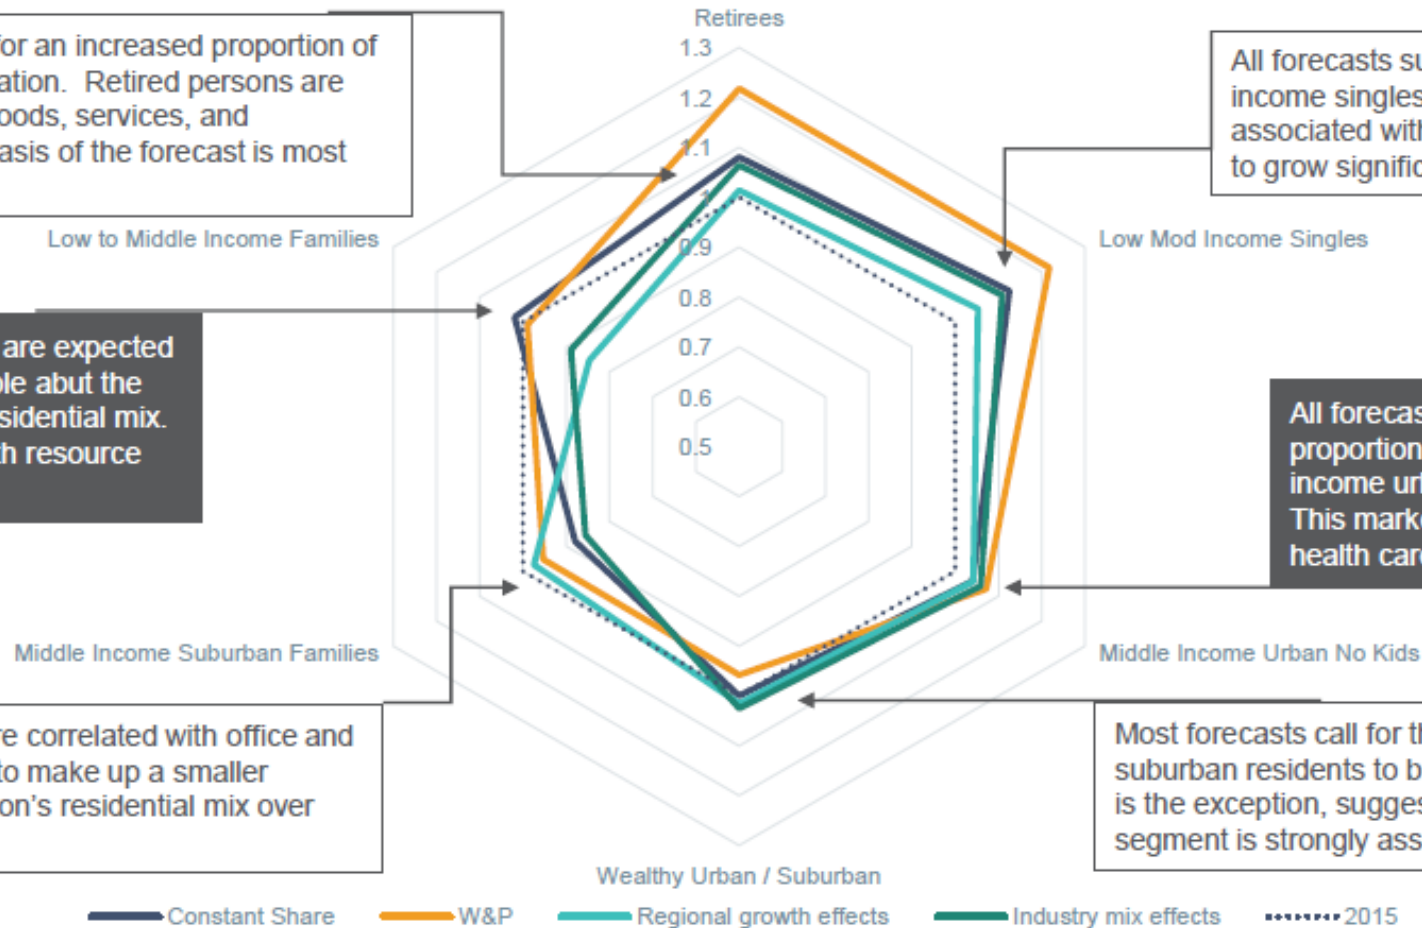 Retirees
for an increased proportion of
ation. Retired persons are
oods, services, and
asis of the forecast is most
All forecasts su
income singles
associated with
to grow signific
1.3
1.2
1.1
1
0.9
0.8
0.7
0.6
0.5
Low to Middle Income Families
Low Mod Income Singles
are expected
ple abut the
sidential mix.
th resource
All forecas
proportion
income url
This marke
health care
Middle Income Suburban Families
Middle Income Urban No Kids
re correlated with office and
to make up a smaller
on's residential mix over
Most forecasts call for th
suburban residents to b
is the exception, sugges
segment is strongly ass
Wealthy Urban / Suburban
Constant Share W&P Regional growth effects Industry mix effects 2015